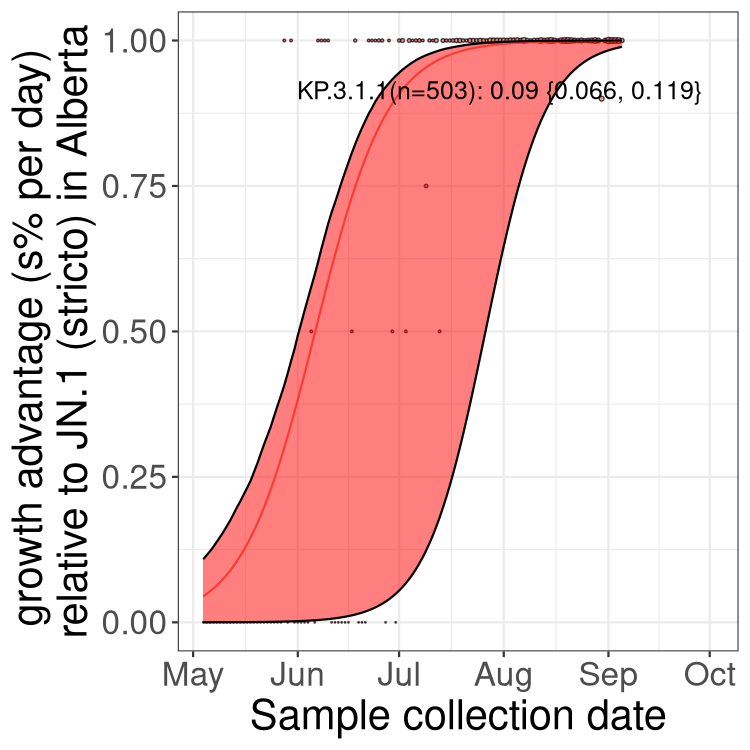 growth advantage (s% per day)
relative to JN.1 (stricto) in Alberta
1.00
0.75
0.50
0.25
0.00
KP.3.1.1(n=503): 0.09 {0.066, 0.119}
May Jun Jul Aug Sep Oct
Sample collection date